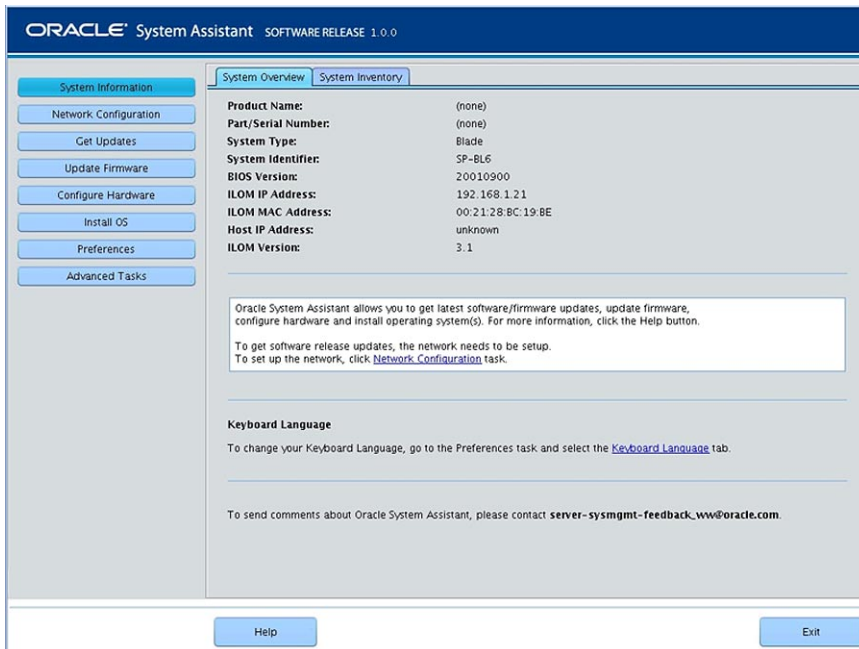 ORACLE System Assistant SOFTWARE RELEASE 1.0.0
System Information
Network Configuration
Get Updates
Update Firmware
Configure Hardware
Install OS
Preferences
Advanced Tasks
System Overview
System Inventory
Product Name: (none)
Part/Serial Number: (none)
System Type: Blade
System Identifier: SP-BL6
BIOS Version: 20010900
ILOM IP Address: 192.168.1.21
ILOM MAC Address: 00:21:28:BC:19:BE
Host IP Address: unknown
ILOM Version: 3.1
Oracle System Assistant allows you to get latest software/firmware updates, update firmware,
configure hardware and install operating system(s). For more information, click the Help button.
To get software release updates, the network needs to be setup.
To set up the network, click Network Configuration task.
Keyboard Language
To change your Keyboard Language, go to the Preferences task and select the Keyboard Language tab.
To send comments about Oracle System Assistant, please contact server-sysmgmt-feedback_ww@oracle.com.
Help
Exit